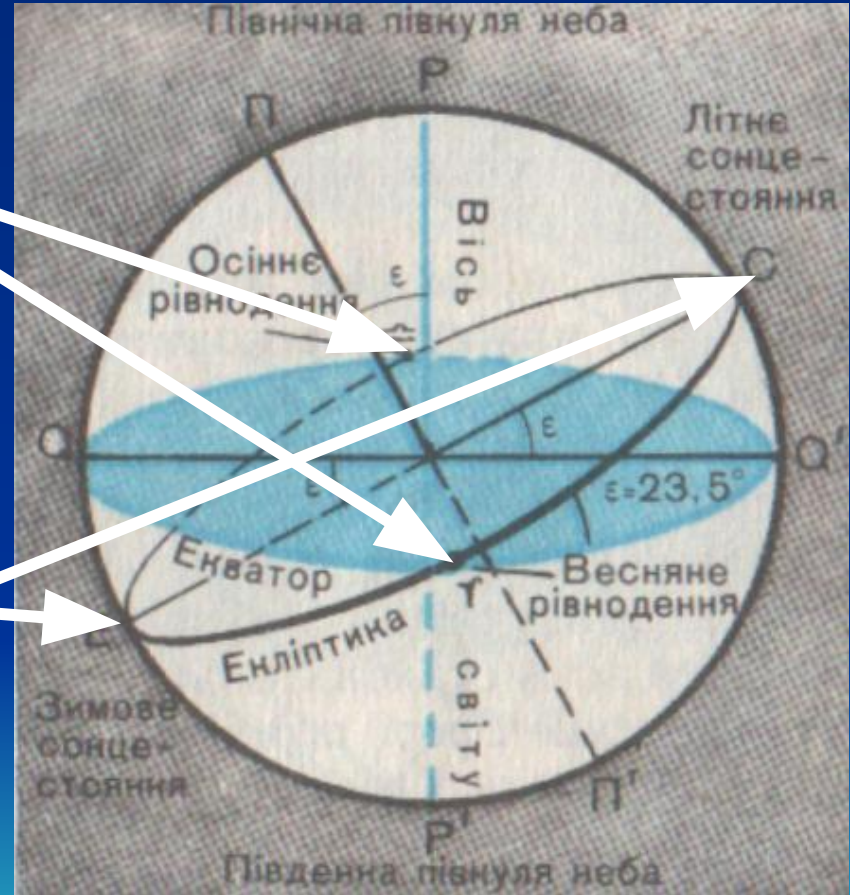 Північна півкуля неба
Р
П
Літнє
сонце-
стояння
Вісь
Осіннє
рівнодення
ε
♎
С
Q
Q'
ε
ε
ε=23.5°
Екватор
Весняне
рівнодення
♈
Екліптика
світу
Зимове
сонце-
стояння
П'
Р'
Південна півкуля неба